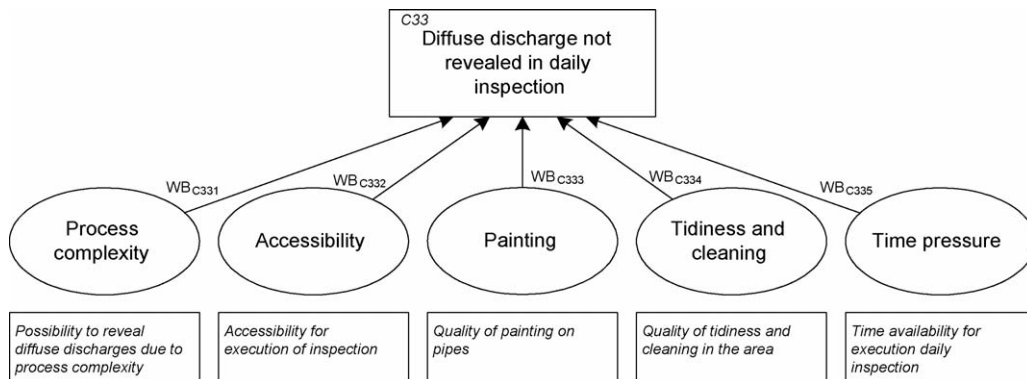 C33
Diffuse discharge not
revealed in daily
inspection
WBC331
WBC332
WBC333
WBC334
WBC335
Process
complexity
Accessibility
Painting
Tidiness and
cleaning
Time pressure
Possibility to reveal
diffuse discharges due to
process complexity
Accessibility for
execution of inspection
Quality of painting on
pipes
Quality of tidiness and
cleaning in the area
Time availability for
execution daily
inspection